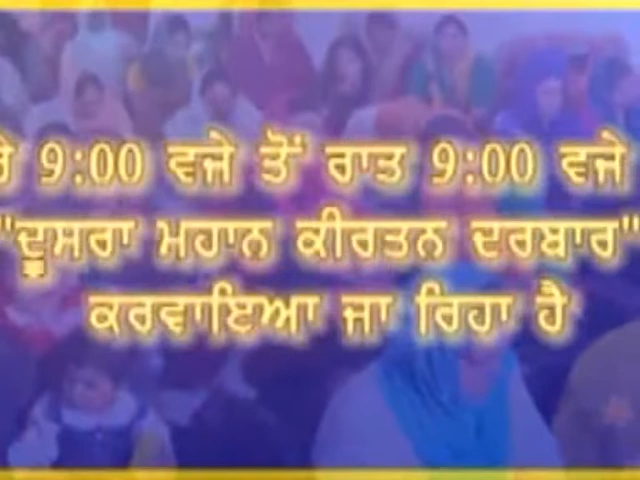 9:00 ਵਜੇ ਤੋਂ ਰਾਤ 9:00 ਵਜੇ
"ਦੂਸਰਾ ਮਹਾਨ ਕੀਰਤਨ ਦਰਬਾਰ"
ਕਰਵਾਇਆ ਜਾ ਰਿਹਾ ਹੈ